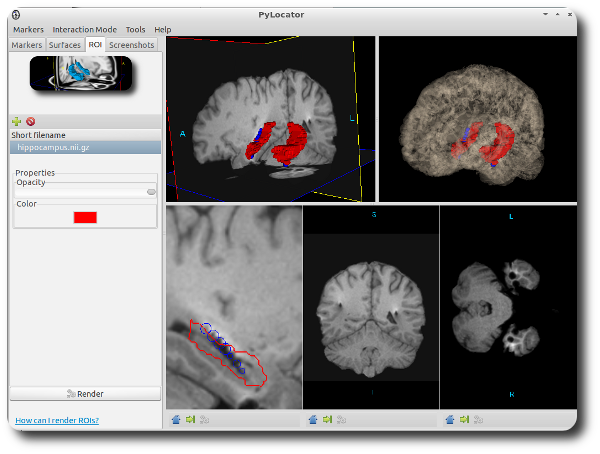 PyLocator
Markers Interaction Mode Tools Help
Markers Surfaces ROI Screenshots
Short filename
hippocampus.nii.gz
Properties
Opacity
Color
Render
How can I render ROIs?
A
L
S
I
L
R